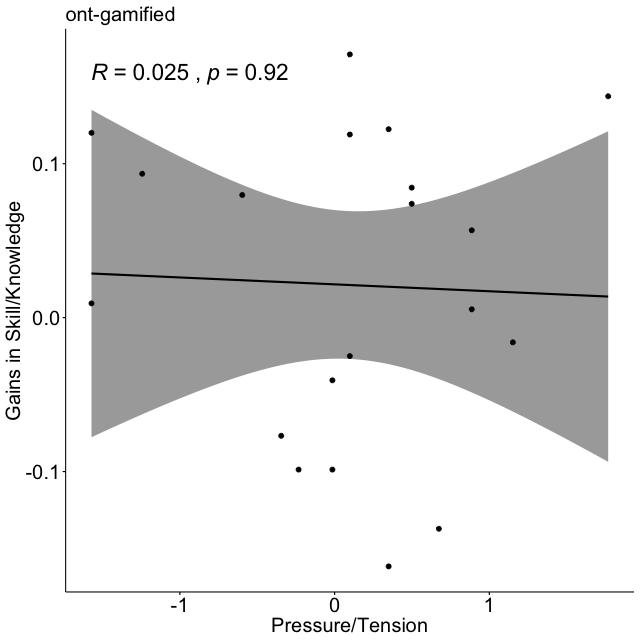 ont-gamified
R = 0.025 , p = 0.92
Gains in Skill/Knowledge
0.1
0.0
-0.1
-1
0
1
Pressure/Tension